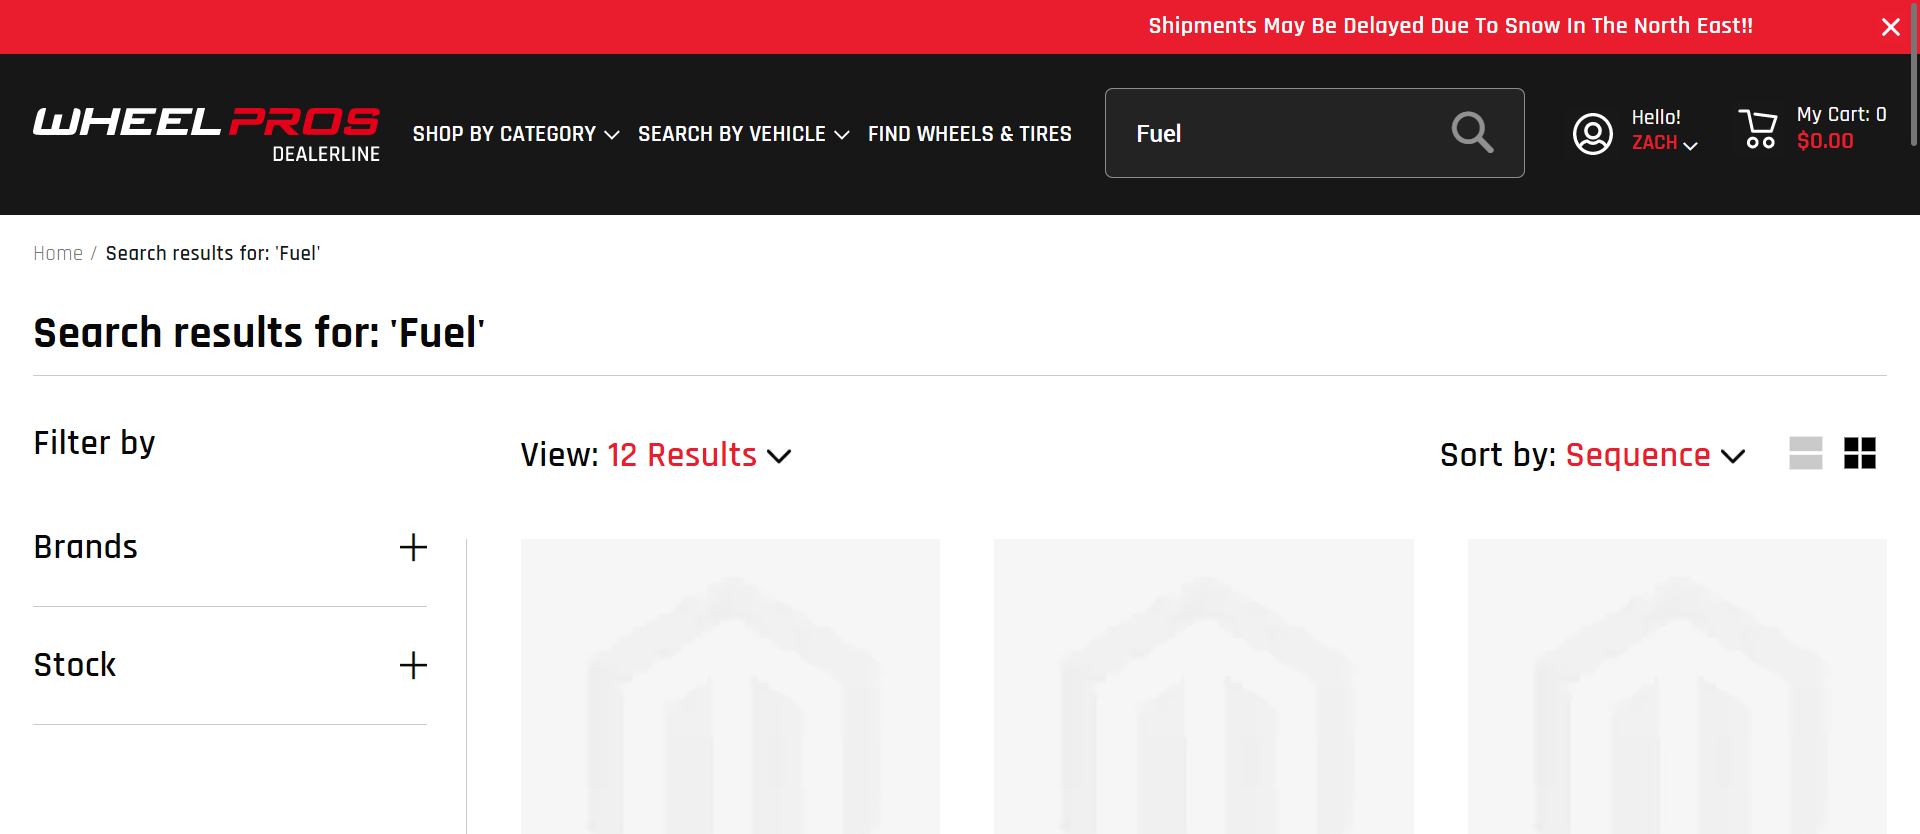 Shipments May Be Delayed Due To Snow In The North East!!
WHEEL PROS
DEALERLINE
SHOP BY CATEGORY
SEARCH BY VEHICLE
FIND WHEELS & TIRES
Fuel
Hello!
ZACH
My Cart: 0
$0.00
Home / Search results for: 'Fuel'
Search results for: 'Fuel'
Filter by
View: 12 Results
Sort by: Sequence
Brands
Stock